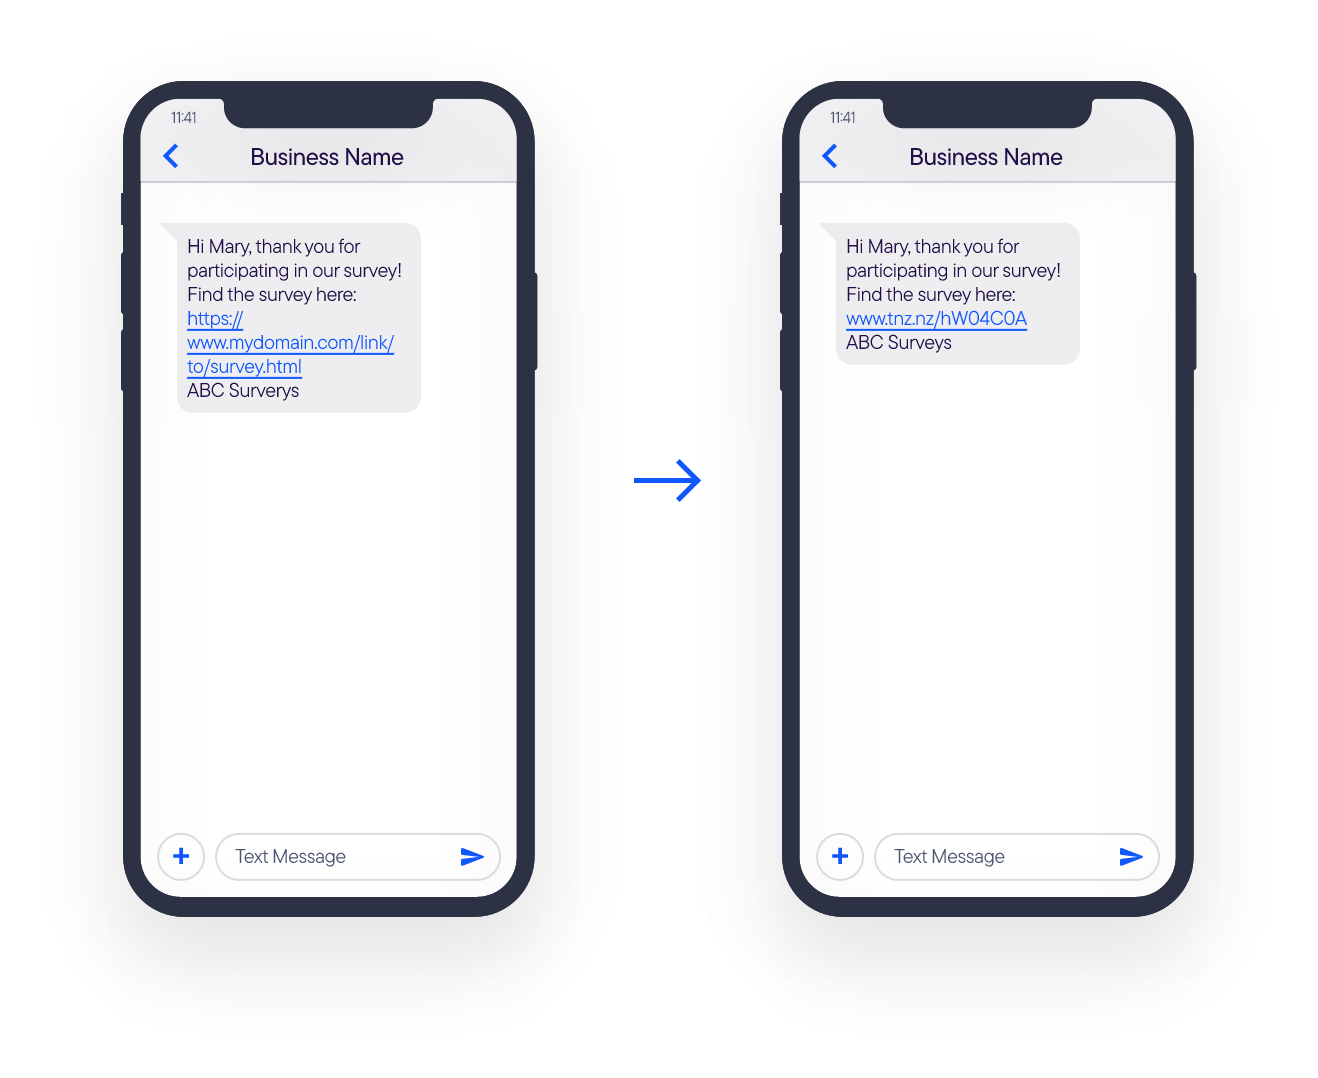 11:41
Business Name
Hi Mary, thank you for
participating in our survey!
Find the survey here:
https://
www.mydomain.com/link/
to/survey.html
ABC Surverys
Text Message
11:41
Business Name
Hi Mary, thank you for
participating in our survey!
Find the survey here:
www.tnz.nz/hW04C0A
ABC Surveys
Text Message